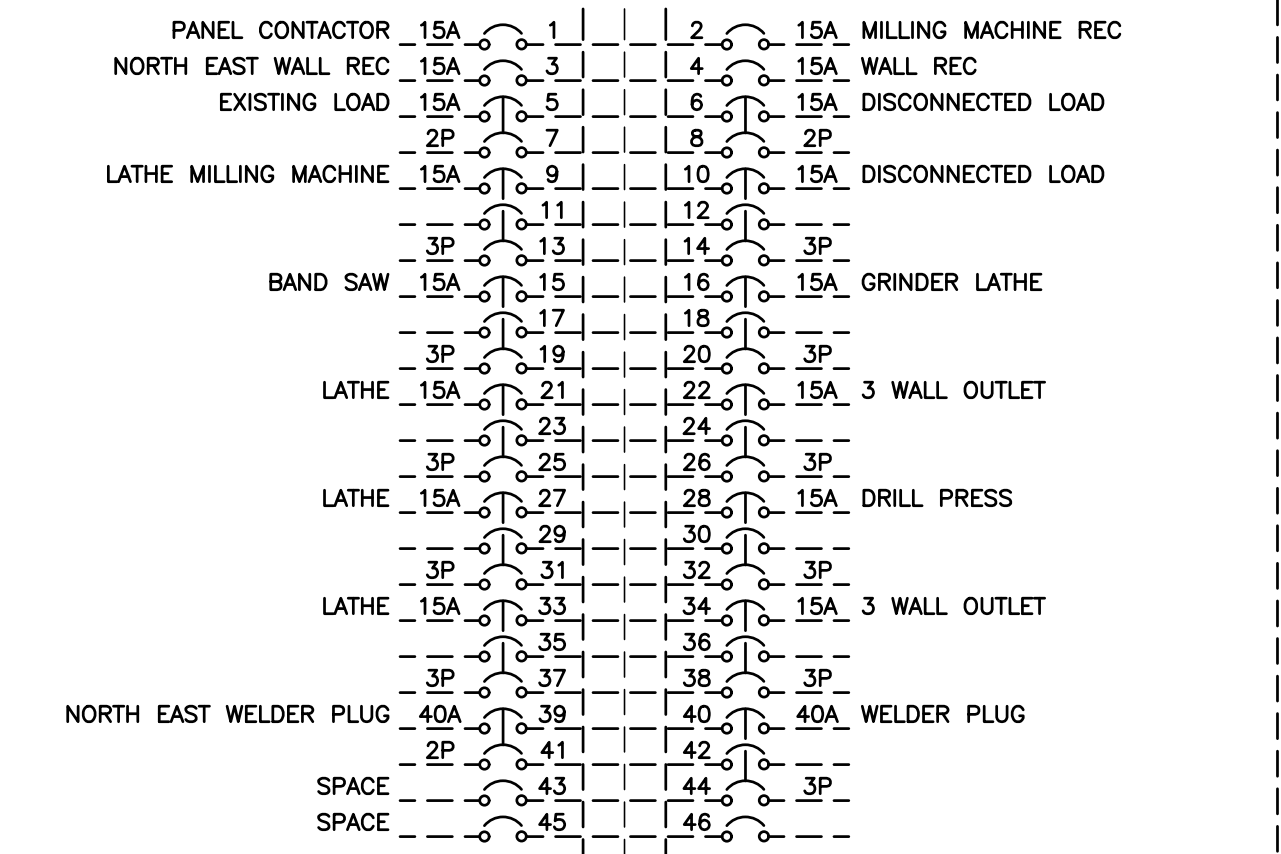 PANEL CONTACTOR 15A 1 2 15A MILLING MACHINE REC
NORTH EAST WALL REC 15A 3 4 15A WALL REC
EXISTING LOAD 15A 5 6 15A DISCONNECTED LOAD
2P 7 8 2P
LATHE MILLING MACHINE 15A 9 10 15A DISCONNECTED LOAD
11 12
3P 13 14 3P
BAND SAW 15A 15 16 15A GRINDER LATHE
17 18
3P 19 20 3P
LATHE 15A 21 22 15A 3 WALL OUTLET
23 24
3P 25 26 3P
LATHE 15A 27 28 15A DRILL PRESS
29 30
3P 31 32 3P
LATHE 15A 33 34 15A 3 WALL OUTLET
35 36
3P 37 38 3P
NORTH EAST WELDER PLUG 40A 39 40 40A WELDER PLUG
2P 41 42
SPACE 43 44 3P
SPACE 45 46